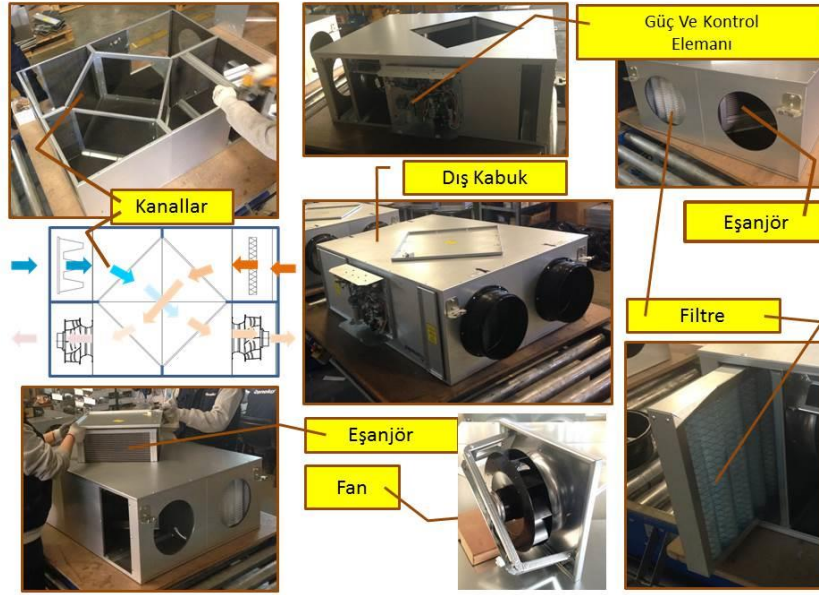 Güç Ve Kontrol
Elemanı
Dış Kabuk
Kanallar
Eşanjör
Filtre
Eşanjör
Fan